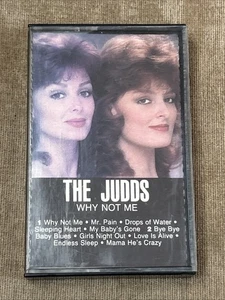 THE JUDDS
WHY NOT ME
1 Why Not Me • Mr. Pain • Drops of Water •
Sleeping Heart • My Baby's Gone 2 Bye Bye
Baby Blues • Girls Night Out • Love Is Alive •
Endless Sleep • Mama He's Crazy